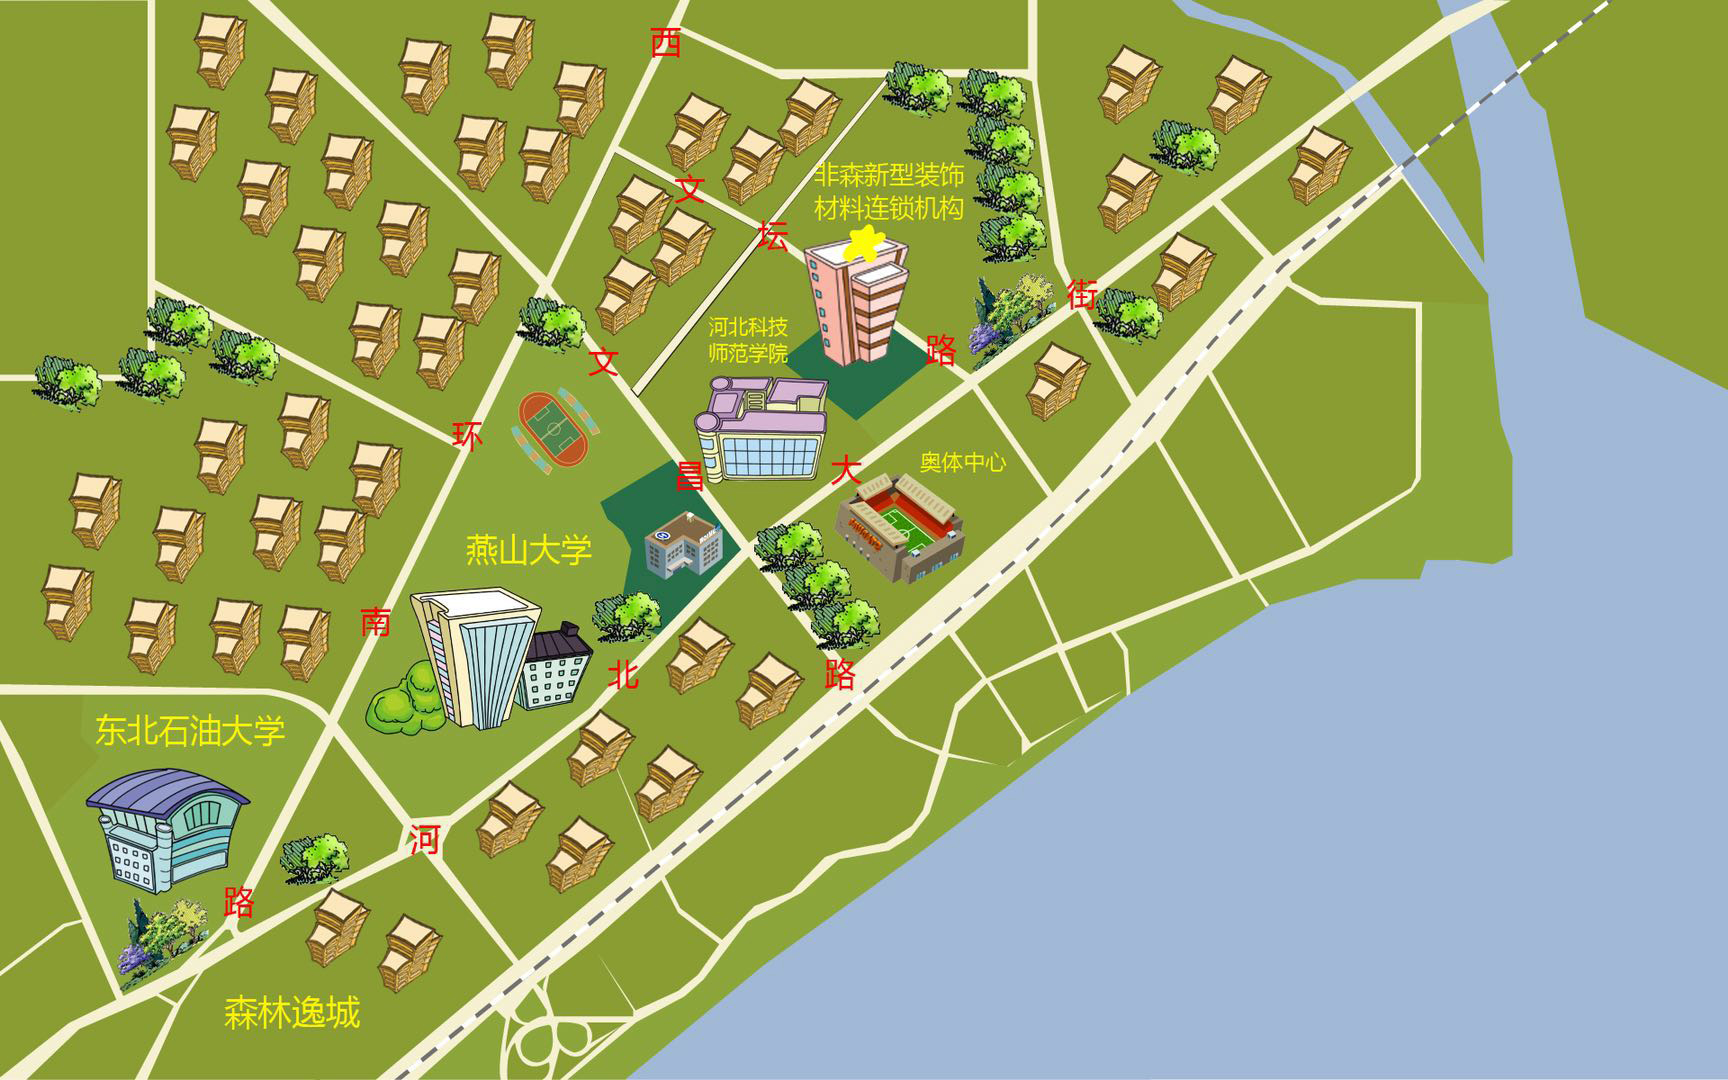 西环南路
文坛路
文昌路
河北大街
非森新型装饰
材料连锁机构
河北科技
师范学院
奥体中心
燕山大学
东北石油大学
森林逸城